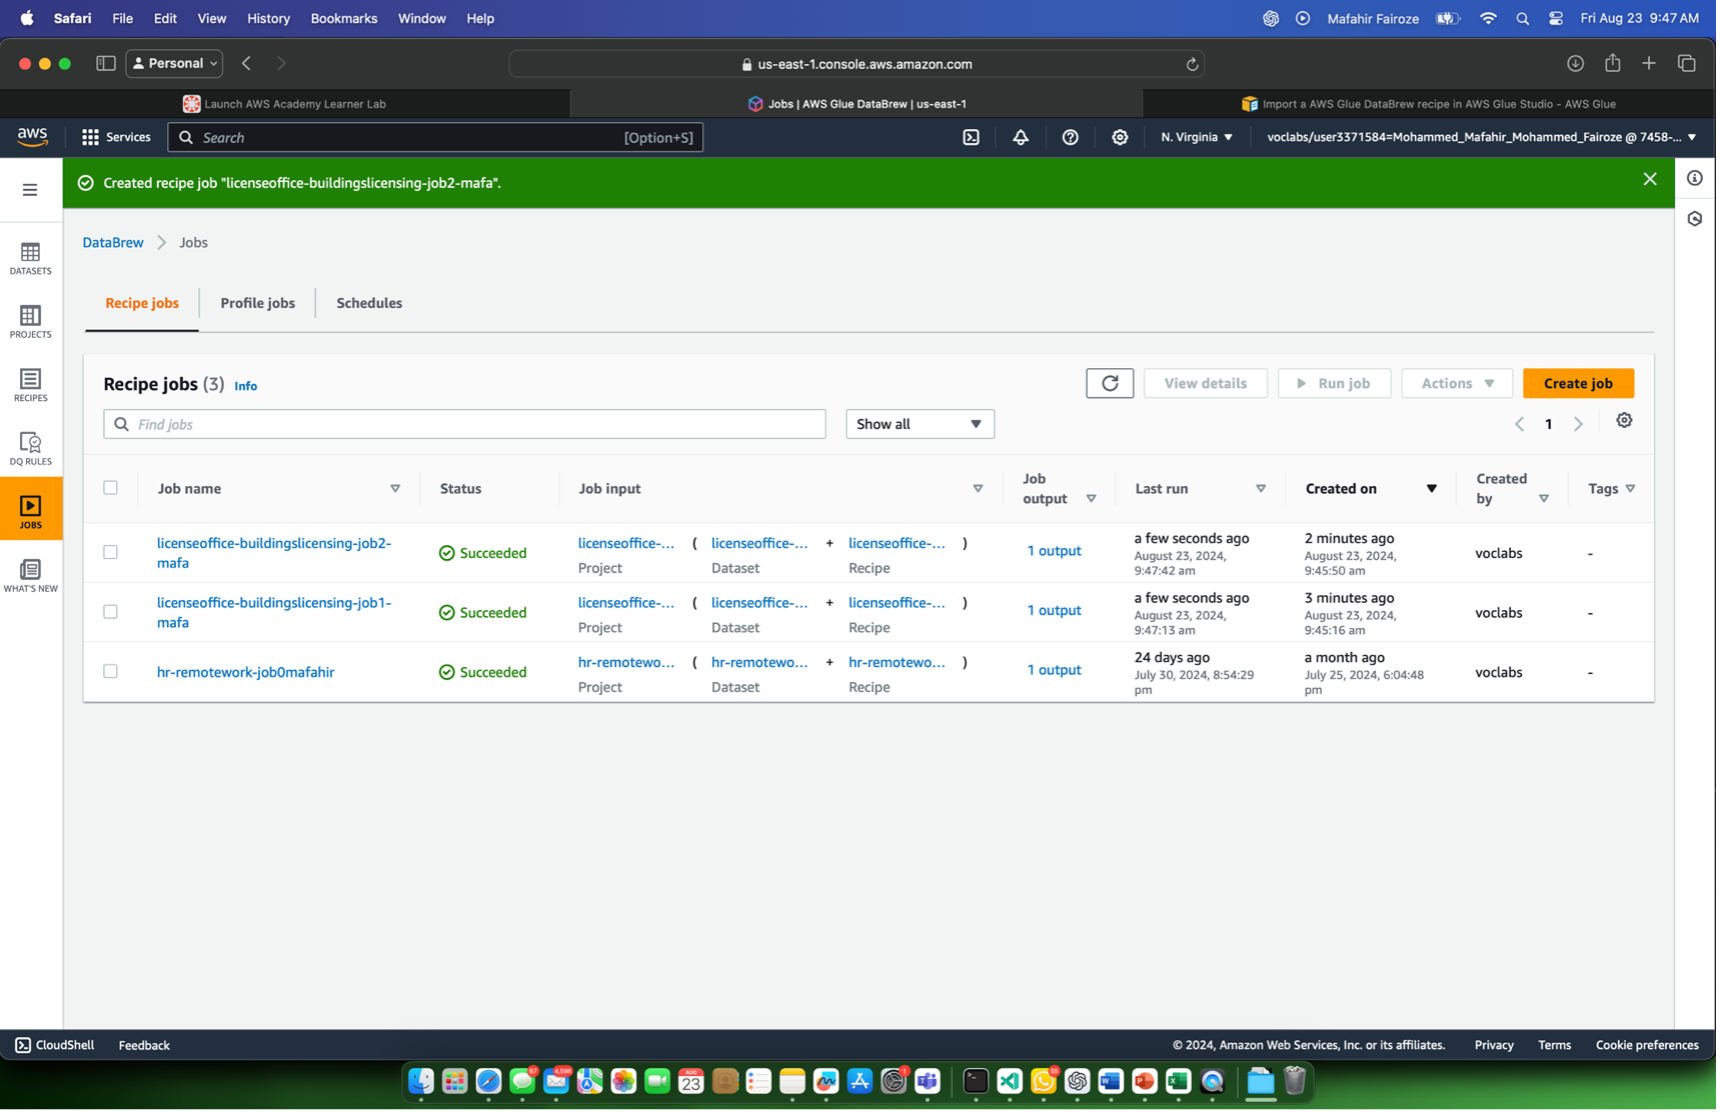 Safari File Edit View History Bookmarks Window Help
Mafahir Fairoze Fri Aug 23 9:47 AM
Personal
us-east-1.console.aws.amazon.com
Launch AWS Academy Learner Lab
Jobs | AWS Glue DataBrew | us-east-1
Import a AWS Glue DataBrew recipe in AWS Glue Studio - AWS Glue
aws Services Search [Option+S] N. Virginia voclabs/user3371584=Mohammed_Mafahir_Mohammed_Fairoze @ 7458-...
Created recipe job "licenseoffice-buildingslicensing-job2-mafa".
DataBrew Jobs
DATASETS
PROJECTS
RECIPES
DQ RULES
JOBS
WHAT'S NEW
Recipe jobs Profile jobs Schedules
Recipe jobs (3) Info
View details Run job Actions Create job
Find jobs Show all 1
Job name Status Job input Job output Last run Created on Created by Tags
licenseoffice-buildingslicensing-job2-mafa
Succeeded
licenseoffice-... ( licenseoffice-... + licenseoffice-... )
Project Dataset Recipe
1 output
a few seconds ago
August 23, 2024,
9:47:42 am
2 minutes ago
August 23, 2024,
9:45:50 am
voclabs
-
licenseoffice-buildingslicensing-job1-mafa
Succeeded
licenseoffice-... ( licenseoffice-... + licenseoffice-... )
Project Dataset Recipe
1 output
a few seconds ago
August 23, 2024,
9:47:13 am
3 minutes ago
August 23, 2024,
9:45:16 am
voclabs
-
hr-remotework-job0mafahir
Succeeded
hr-remotewo... ( hr-remotewo... + hr-remotewo... )
Project Dataset Recipe
1 output
24 days ago
July 30, 2024, 8:54:29
pm
a month ago
July 25, 2024, 6:04:48
pm
voclabs
-
CloudShell Feedback
© 2024, Amazon Web Services, Inc. or its affiliates. Privacy Terms Cookie preferences
AUG
23